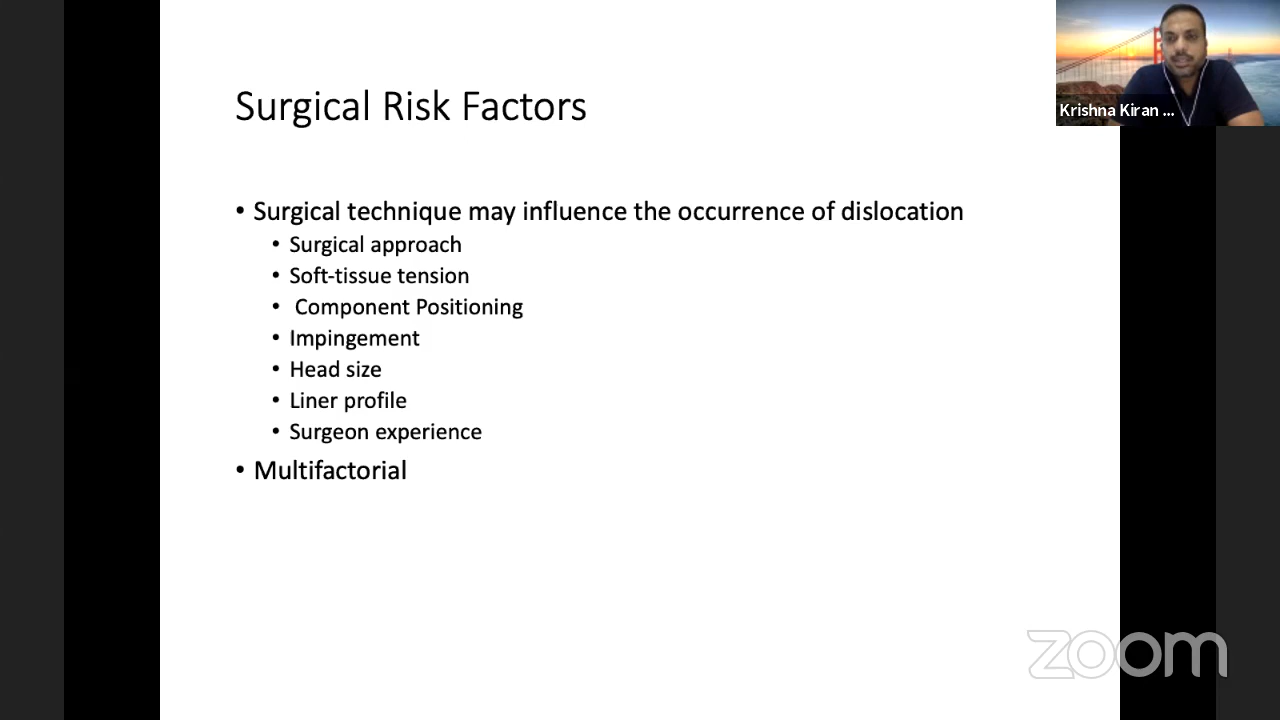 Surgical Risk Factors
• Surgical technique may influence the occurrence of dislocation
• Surgical approach
• Soft-tissue tension
• Component Positioning
• Impingement
• Head size
• Liner profile
• Surgeon experience
• Multifactorial
Krishna Kiran ...
zoom